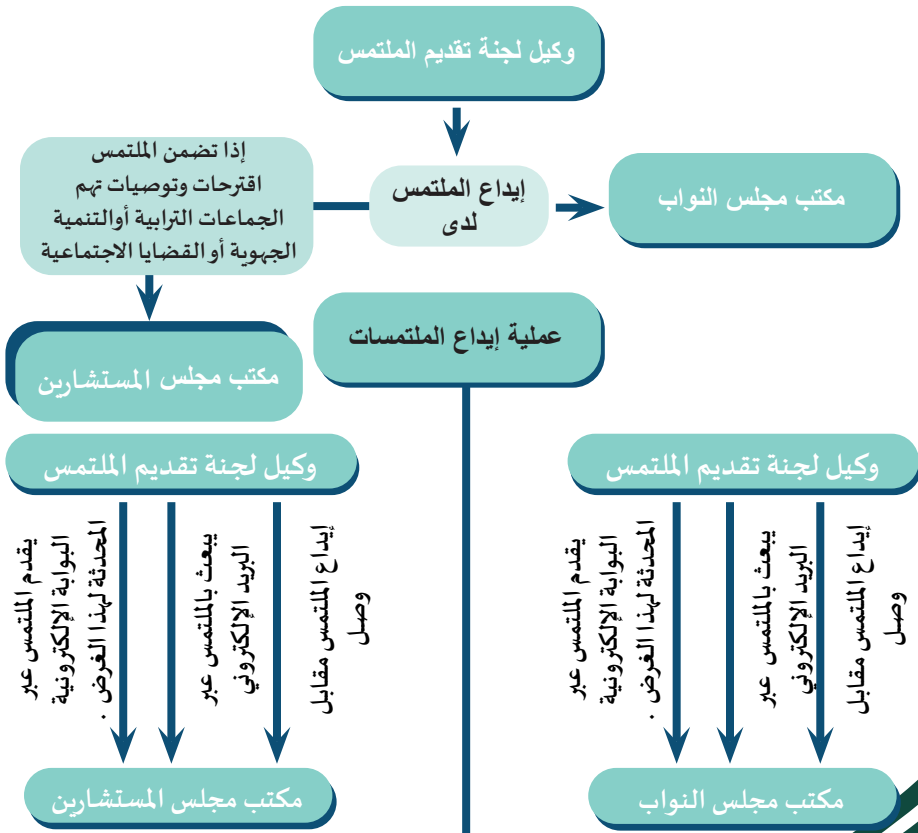 وكيل لجنة تقديم الملتمس
إيداع الملتمس
لدى
مكتب مجلس النواب
إذا تضمن الملتمس
اقترحات وتوصيات تهم
الجماعات الترابية أوالتنمية
الجهوية أو القضايا الاجتماعية
مكتب مجلس المستشارين
عملية إيداع الملتمسات
وكيل لجنة تقديم الملتمس
إيداع الملتمس مقابل
وصل
يبعث بالملتمس عبر
البريد الإلكتروني
يقدم الملتمس عبر
البوابة الإلكترونية
المحدثة لهذا الغرض .
مكتب مجلس النواب
وكيل لجنة تقديم الملتمس
إيداع الملتمس مقابل
وصل
يبعث بالملتمس عبر
البريد الإلكتروني
يقدم الملتمس عبر
البوابة الإلكترونية
المحدثة لهذا الغرض .
مكتب مجلس المستشارين